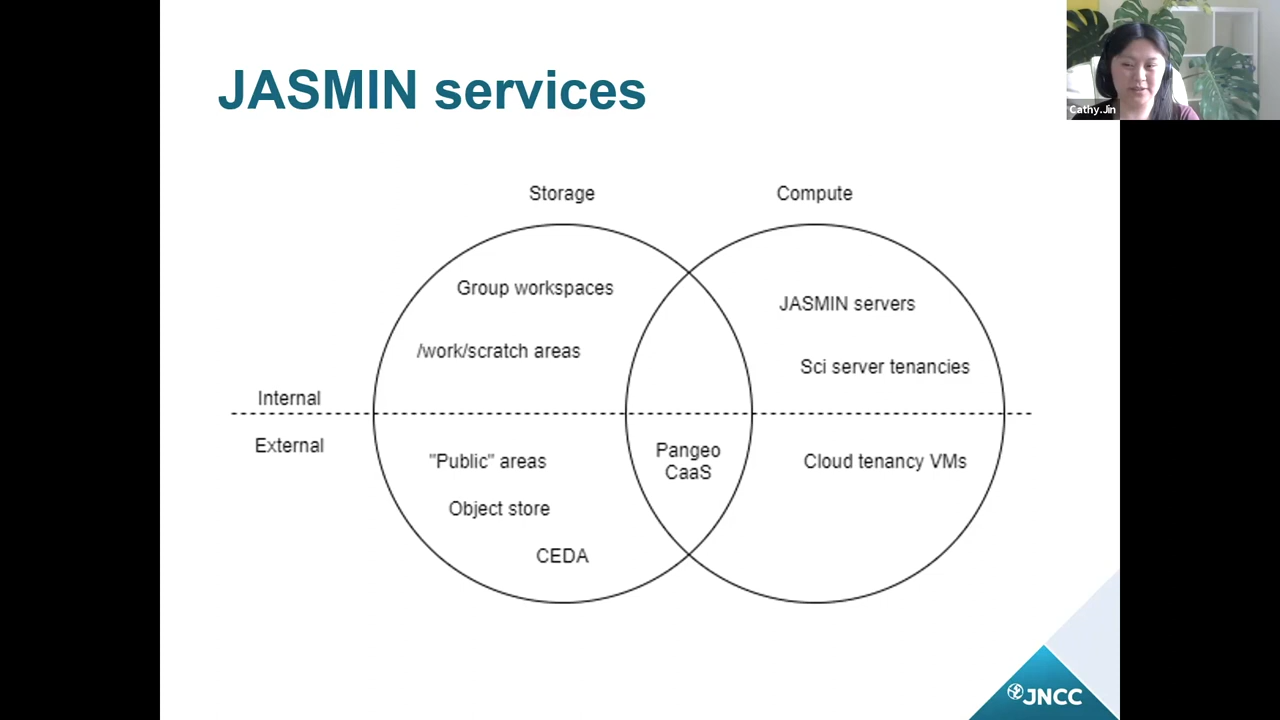 JASMIN services
Cathy.Jin
Storage
Compute
Group workspaces
JASMIN servers
/work/scratch areas
Sci server tenancies
Internal
External
"Public" areas
Pangeo
CaaS
Cloud tenancy VMs
Object store
CEDA
JNCC